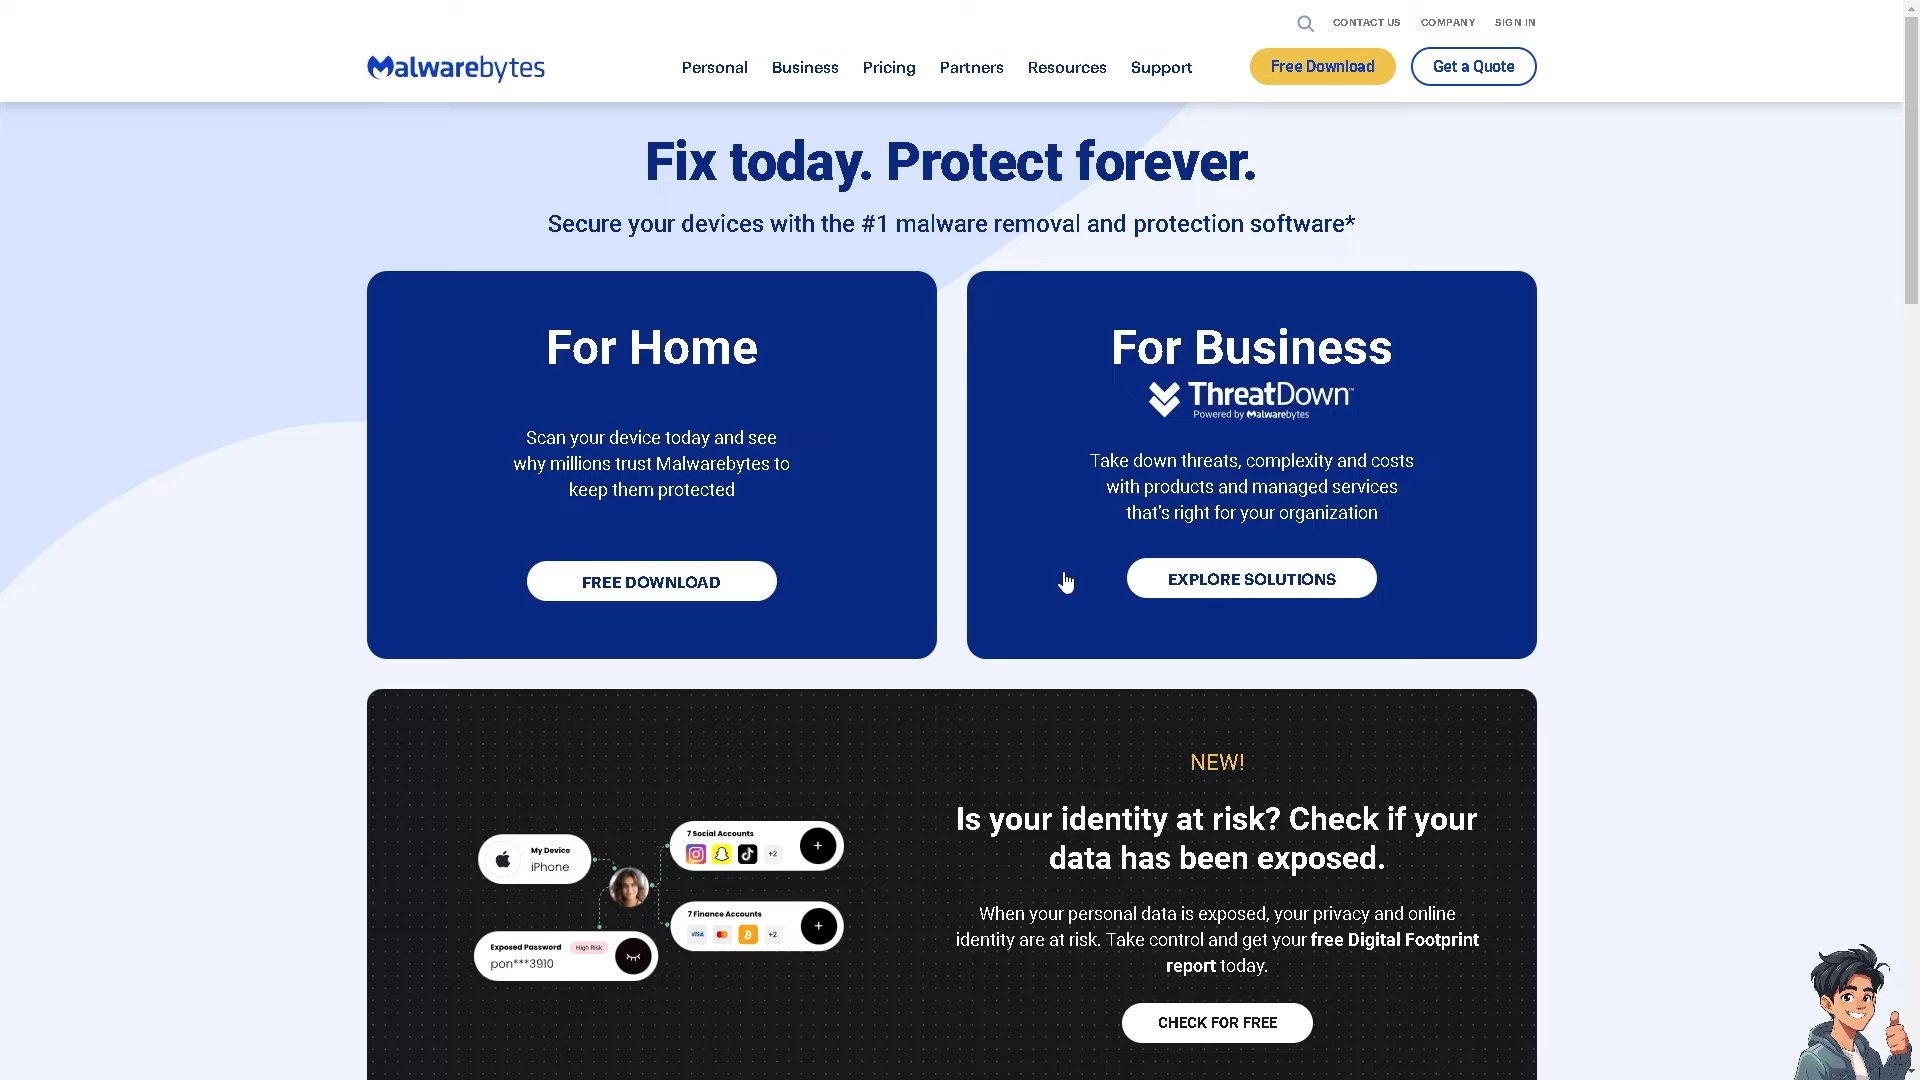 CONTACT US COMPANY SIGN IN
Malwarebytes Personal Business Pricing Partners Resources Support Free Download Get a Quote
Fix today. Protect forever.
Secure your devices with the #1 malware removal and protection software*
For Home
Scan your device today and see
why millions trust Malwarebytes to
keep them protected
FREE DOWNLOAD
For Business
ThreatDown™
Powered by Malwarebytes
Take down threats, complexity and costs
with products and managed services
that's right for your organization
EXPLORE SOLUTIONS
My Device
iPhone
7 Social Accounts
+2 +
7 Finance Accounts
VISA +2 +
Exposed Password High Risk
pon***3910
NEW!
Is your identity at risk? Check if your
data has been exposed.
When your personal data is exposed, your privacy and online
identity are at risk. Take control and get your free Digital Footprint
report today.
CHECK FOR FREE